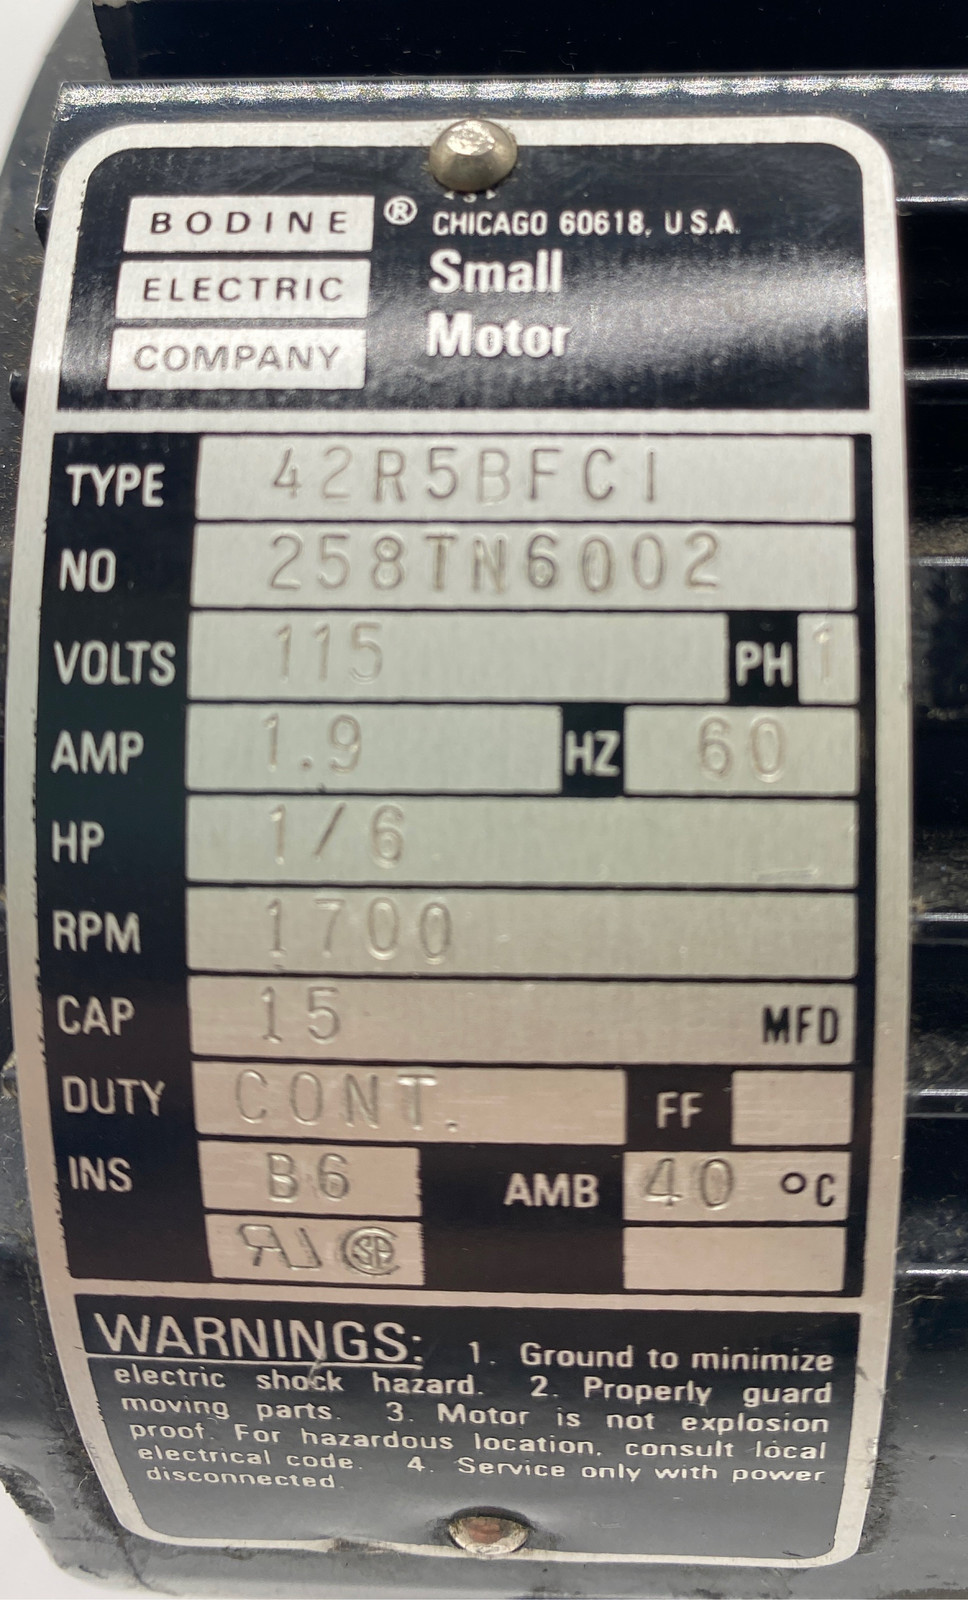 BODINE ® CHICAGO 60618, U.S.A.
ELECTRIC Small
COMPANY Motor
TYPE 42R5BFCI
NO 258TN6002
VOLTS 115 PH 1
AMP 1.9 HZ 60
HP 1/6
RPM 1700
CAP 15 MFD
DUTY CONT. FF
INS B6 AMB 40 °C
SA
WARNINGS: 1. Ground to minimize
electric shock hazard. 2. Properly guard
moving parts. 3. Motor is not explosion
proof. For hazardous location, consult local
electrical code. 4. Service only with power
disconnected.